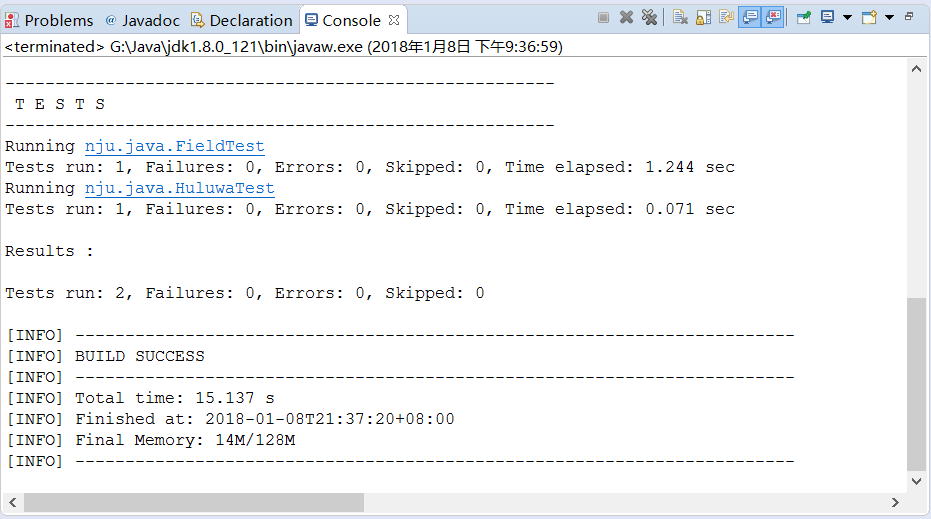 Problems @ Javadoc Declaration Console
<terminated> G:\Java\jdk1.8.0_121\bin\javaw.exe (2018年1月8日 下午9:36:59)
-------------------------------------------------------
T E S T S
-------------------------------------------------------
Running nju.java.FieldTest
Tests run: 1, Failures: 0, Errors: 0, Skipped: 0, Time elapsed: 1.244 sec
Running nju.java.HuluwaTest
Tests run: 1, Failures: 0, Errors: 0, Skipped: 0, Time elapsed: 0.071 sec
Results :
Tests run: 2, Failures: 0, Errors: 0, Skipped: 0
[INFO] ------------------------------------------------------------------------
[INFO] BUILD SUCCESS
[INFO] ------------------------------------------------------------------------
[INFO] Total time: 15.137 s
[INFO] Finished at: 2018-01-08T21:37:20+08:00
[INFO] Final Memory: 14M/128M
[INFO] ------------------------------------------------------------------------